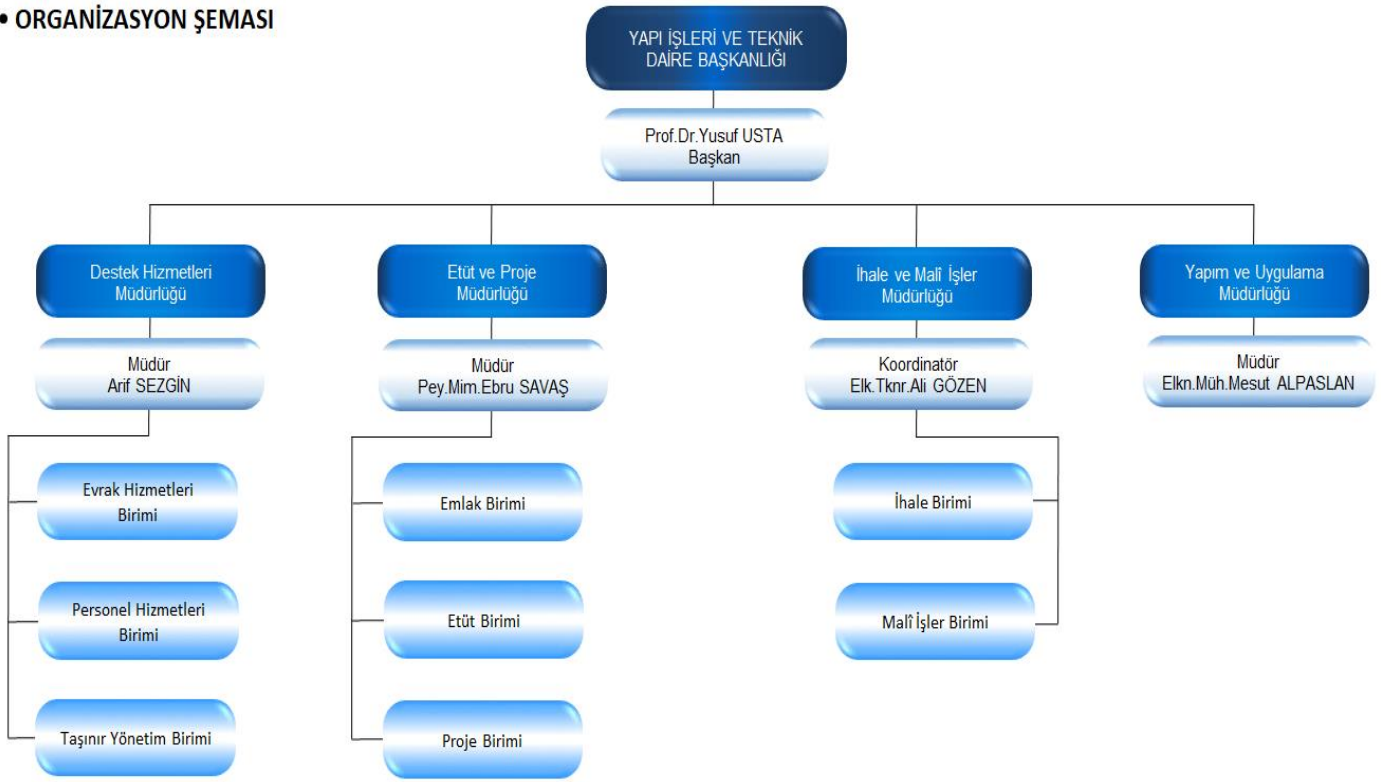 • ORGANİZASYON ŞEMASI
YAPI İŞLERİ VE TEKNİK
DAİRE BAŞKANLIĞI
Prof.Dr.Yusuf USTA
Başkan
Destek Hizmetleri
Müdürlüğü
Müdür
Arif SEZGİN
Evrak Hizmetleri
Birimi
Personel Hizmetleri
Birimi
Taşınır Yönetim Birimi
Etüt ve Proje
Müdürlüğü
Müdür
Pey.Mim.Ebru SAVAŞ
Emlak Birimi
Etüt Birimi
Proje Birimi
İhale ve Malî İşler
Müdürlüğü
Koordinatör
Elk.Tknr.Ali GÖZEN
İhale Birimi
Malî İşler Birimi
Yapım ve Uygulama
Müdürlüğü
Müdür
Elkn.Müh.Mesut ALPASLAN